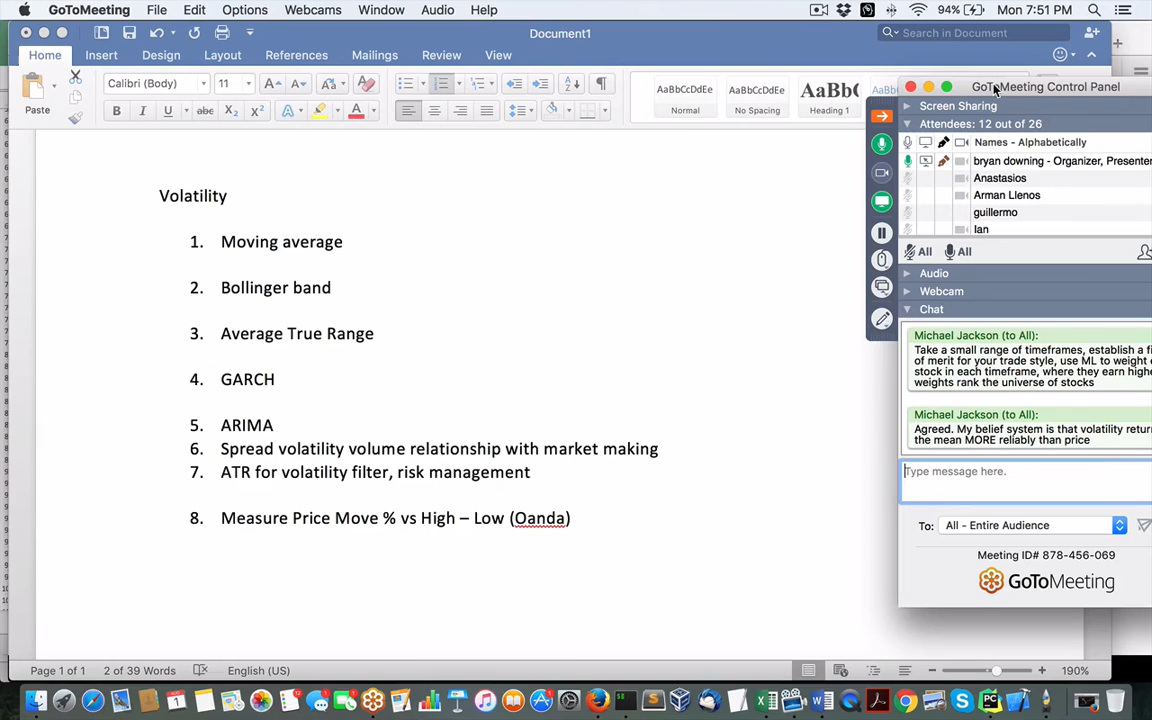 GoToMeeting File Edit Options Webcams Window Audio Help 94% Mon 7:51 PM
Document1 Search in Document
Home Insert Design Layout References Mailings Review View
Paste Calibri (Body) 11 AaBbCcDdEe Normal AaBbCcDdEe No Spacing AaBb( Heading 1
GoToMeeting Control Panel
Screen Sharing
Attendees: 12 out of 26
Names - Alphabetically
bryan downing - Organizer, Presente
Anastasios
Arman Llenos
guillermo
Ian
All All
Audio
Webcam
Chat
Michael Jackson (to All):
Take a small range of timeframes, establish a fi
of merit for your trade style, use ML to weight e
stock in each timeframe, where they earn highe
weights rank the universe of stocks
Michael Jackson (to All):
Agreed. My belief system is that volatility retur
the mean MORE reliably than price
Type message here.
To: All - Entire Audience
Meeting ID# 878-456-069
GoToMeeting
Volatility
1. Moving average
2. Bollinger band
3. Average True Range
4. GARCH
5. ARIMA
6. Spread volatility volume relationship with market making
7. ATR for volatility filter, risk management
8. Measure Price Move % vs High – Low (Oanda)
Page 1 of 1 2 of 39 Words English (US) 190%